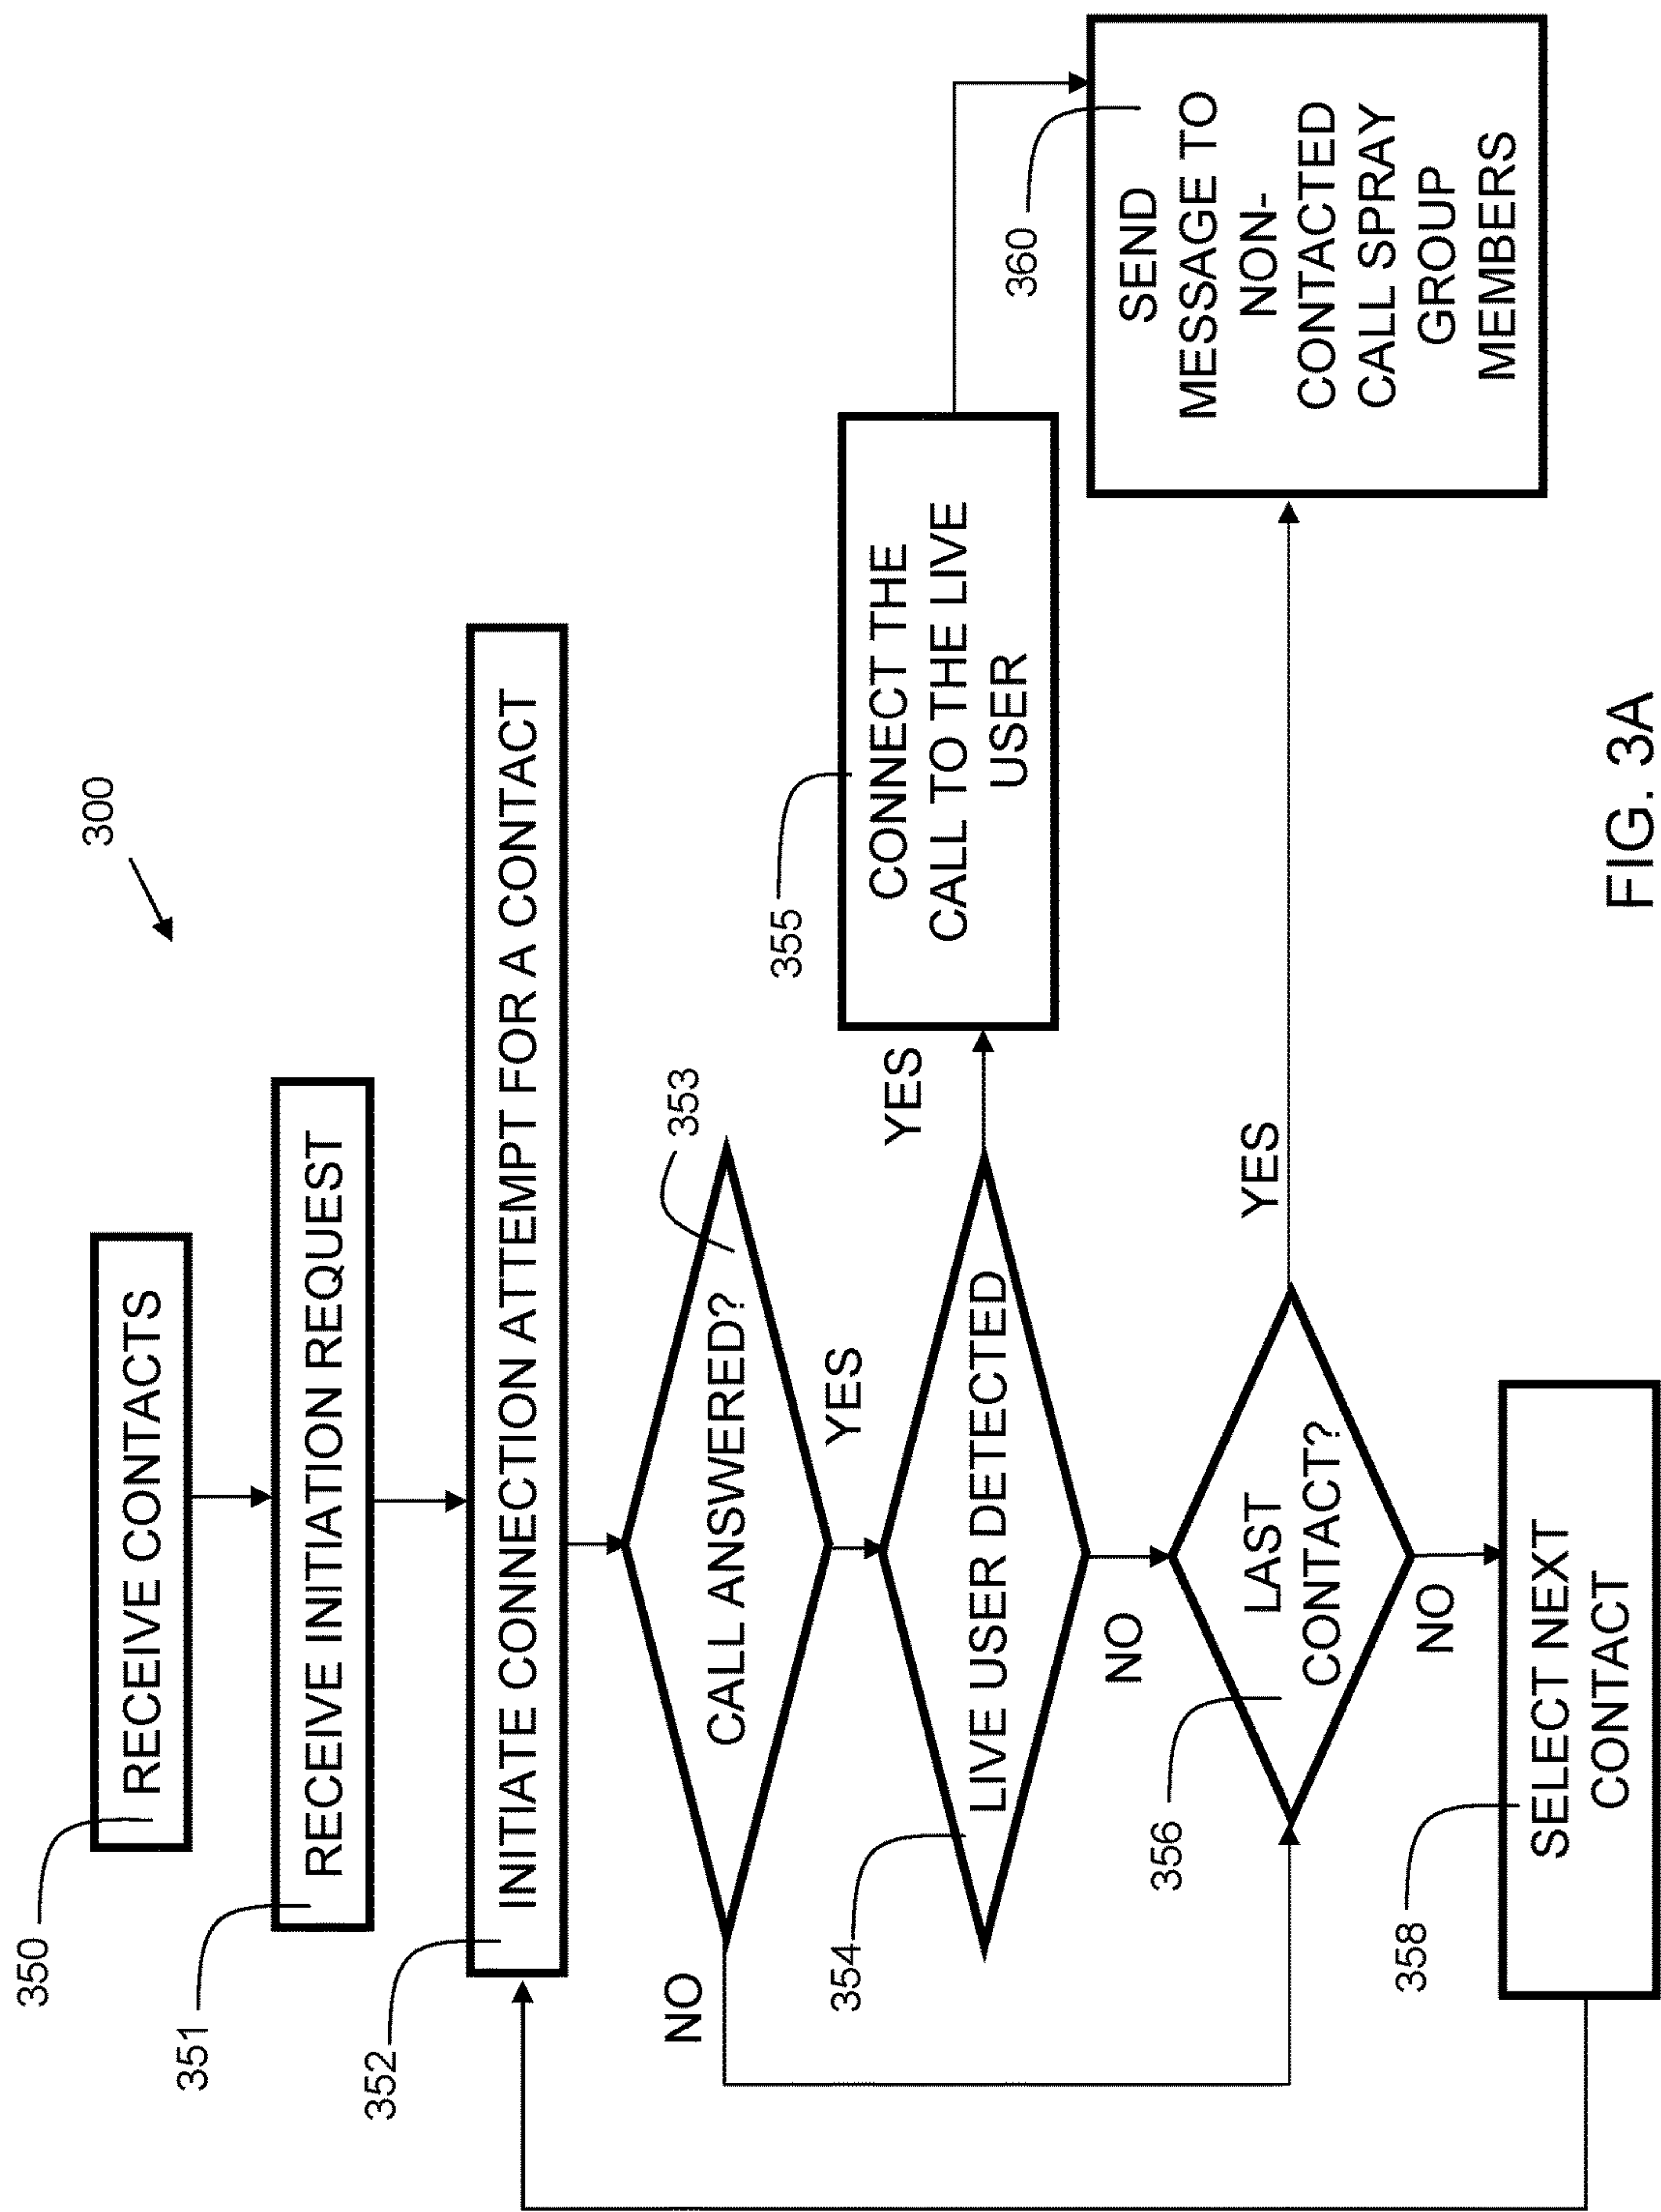 300
350
RECEIVE CONTACTS
351
RECEIVE INITIATION REQUEST
352
INITIATE CONNECTION ATTEMPT FOR A CONTACT
353
CALL ANSWERED?
NO
YES
354
LIVE USER DETECTED
YES
355
CONNECT THE
CALL TO THE LIVE
USER
NO
356
LAST
CONTACT?
YES
360
SEND
MESSAGE TO
NON-
CONTACTED
CALL SPRAY
GROUP
MEMBERS
NO
358
SELECT NEXT
CONTACT
FIG. 3A